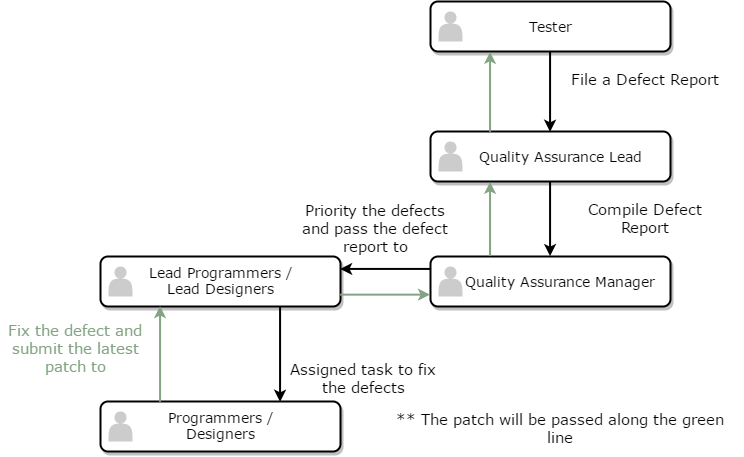 Tester
File a Defect Report
Quality Assurance Lead
Compile Defect
Report
Priority the defects
and pass the defect
report to
Lead Programmers /
Lead Designers
Quality Assurance Manager
Fix the defect and
submit the latest
patch to
Assigned task to fix
the defects
Programmers /
Designers
** The patch will be passed along the green
line